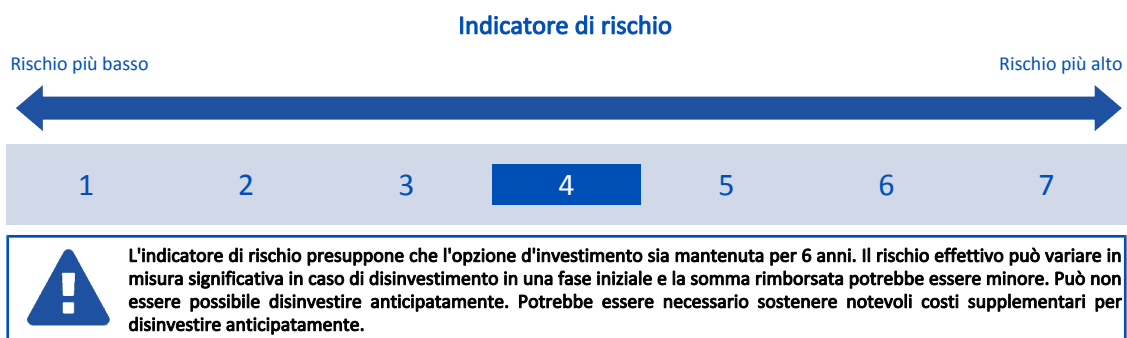 Indicatore di rischio
Rischio più basso
Rischio più alto
1 2 3 4 5 6 7
L'indicatore di rischio presuppone che l'opzione d'investimento sia mantenuta per 6 anni. Il rischio effettivo può variare in
misura significativa in caso di disinvestimento in una fase iniziale e la somma rimborsata potrebbe essere minore. Può non
essere possibile disinvestire anticipatamente. Potrebbe essere necessario sostenere notevoli costi supplementari per
disinvestire anticipatamente.